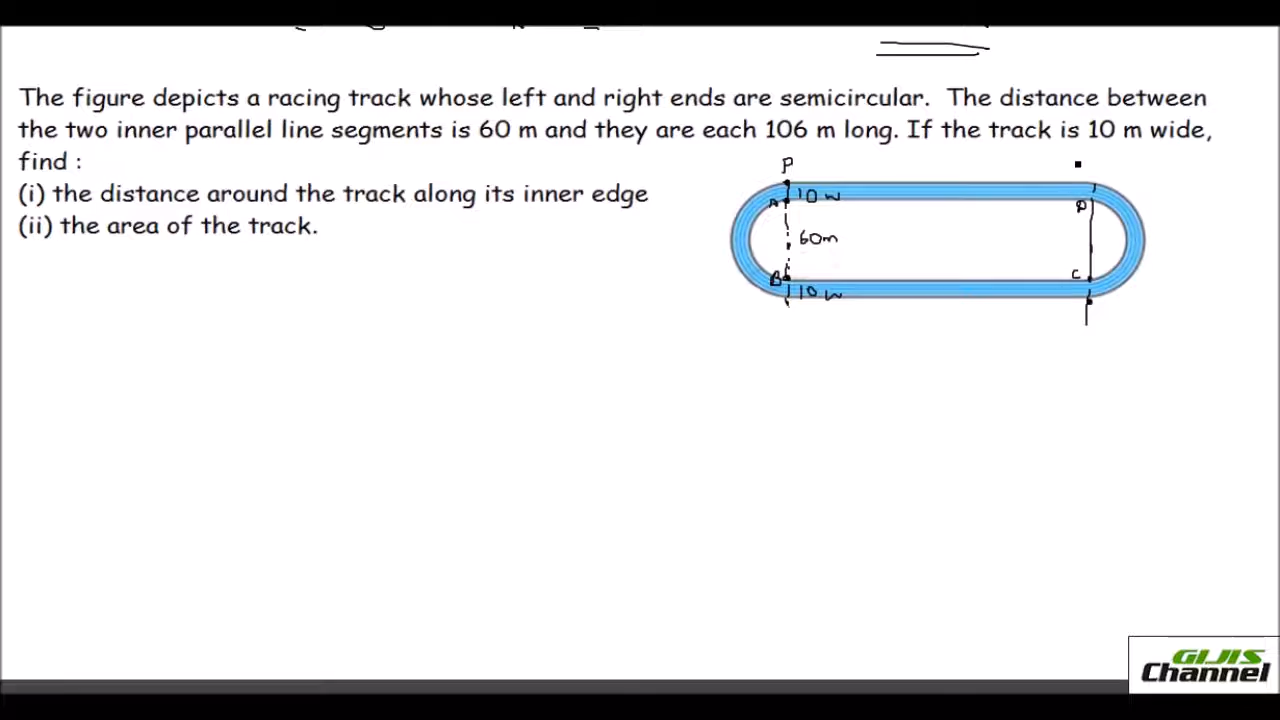 The figure depicts a racing track whose left and right ends are semicircular. The distance between
the two inner parallel line segments is 60 m and they are each 106 m long. If the track is 10 m wide,
find :
(i) the distance around the track along its inner edge
(ii) the area of the track.
P
A 10 m D
60m
B 10 m C
GIJIS
Channel